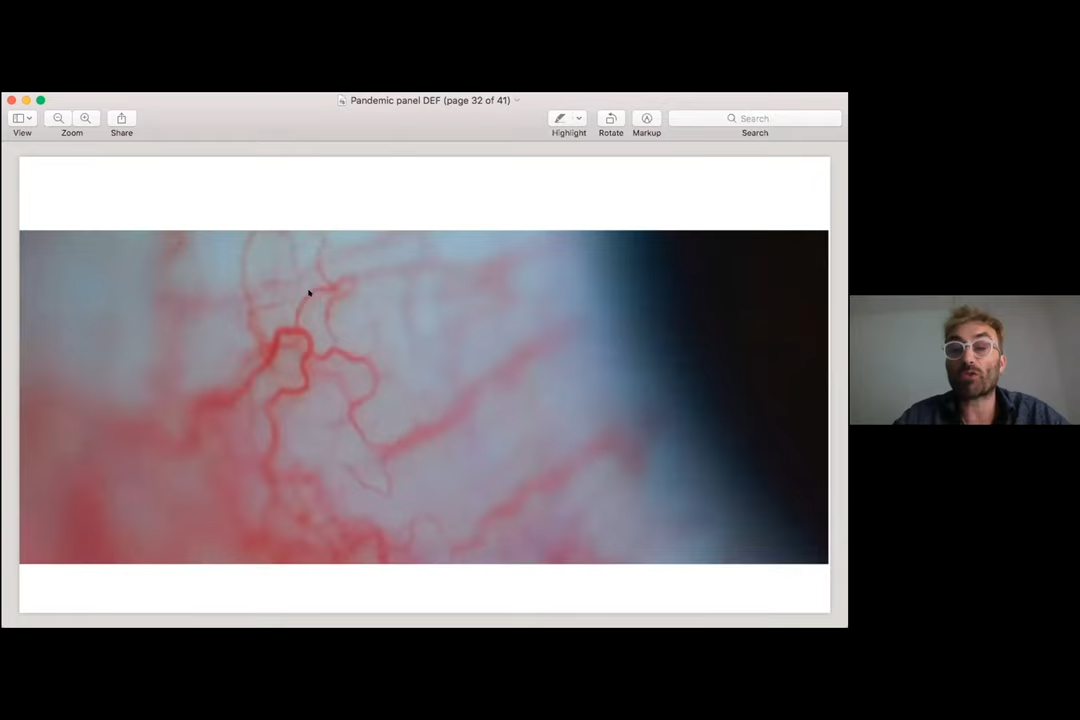 Pandemic panel DEF (page 32 of 41)
Search
View
Zoom
Share
Highlight
Rotate
Markup
Search